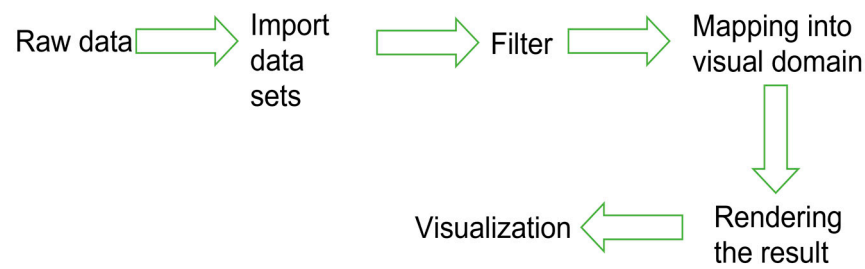 Raw data
Import
data
sets
Filter
Mapping into
visual domain
Rendering
the result
Visualization